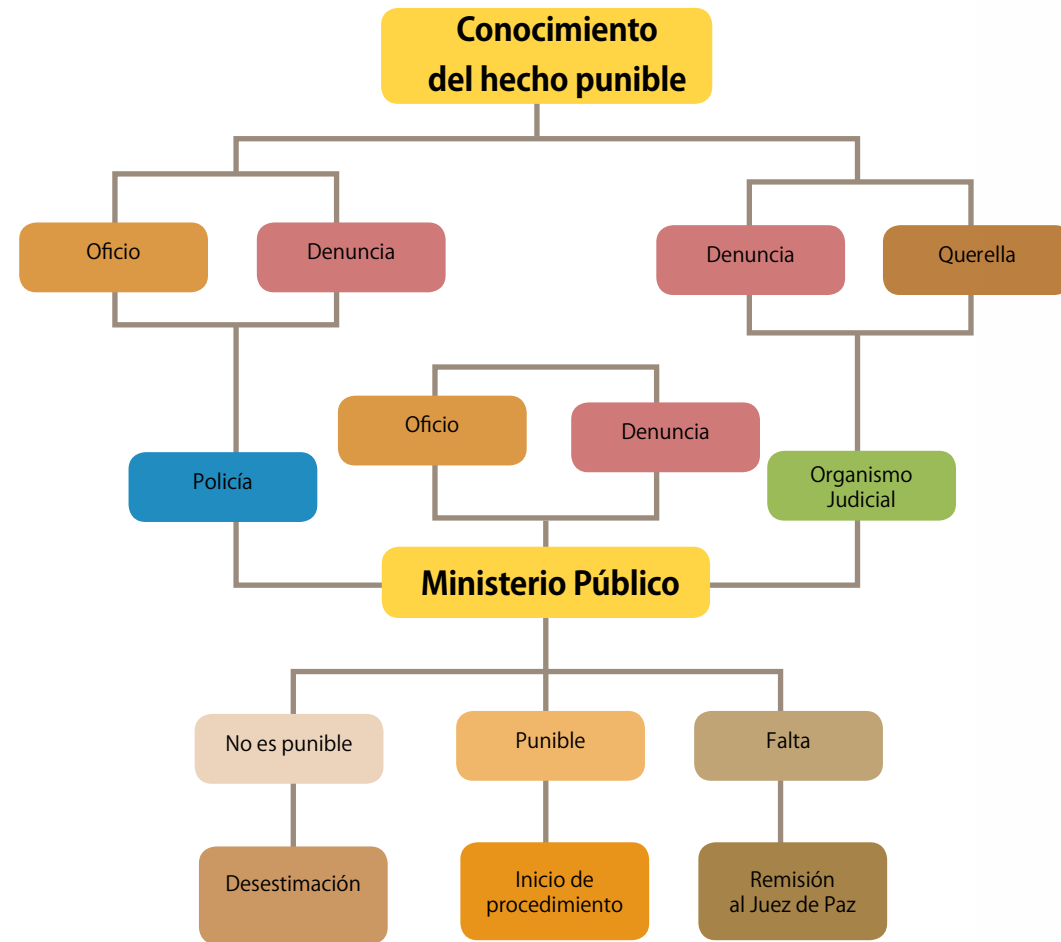 Conocimiento
del hecho punible
Oficio
Denuncia
Denuncia
Querella
Oficio
Denuncia
Policía
Organismo
Judicial
Ministerio Público
No es punible
Punible
Falta
Desestimación
Inicio de
procedimiento
Remisión
al Juez de Paz